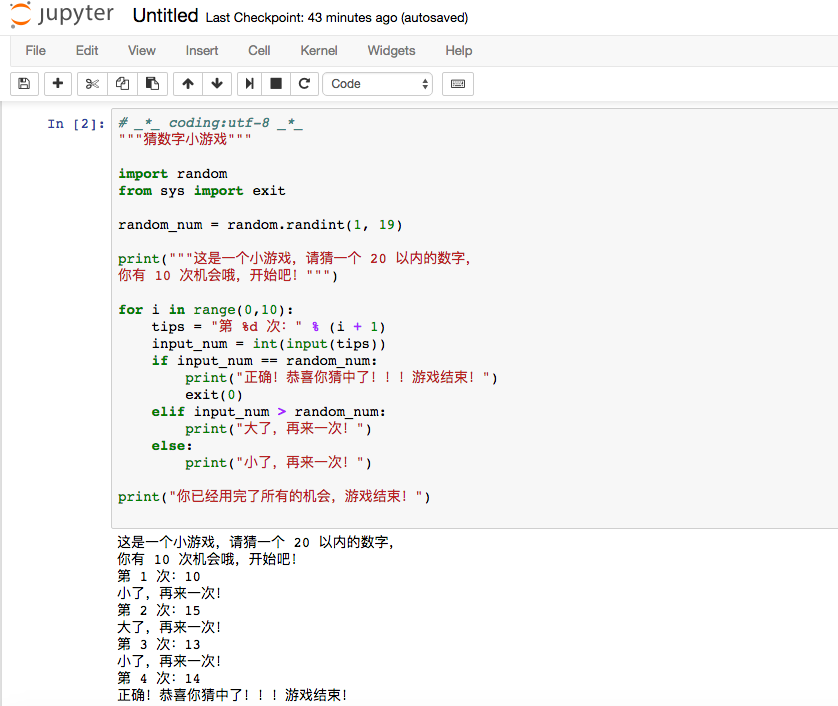 jupyter Untitled Last Checkpoint: 43 minutes ago (autosaved)
File Edit View Insert Cell Kernel Widgets Help
Code
In [2]: # _*_ coding:utf-8 _*_
"""猜数字小游戏"""
import random
from sys import exit
random_num = random.randint(1, 19)
print("""这是一个小游戏，请猜一个 20 以内的数字，
你有 10 次机会哦，开始吧！""")
for i in range(0,10):
    tips = "第 %d 次：" % (i + 1)
    input_num = int(input(tips))
    if input_num == random_num:
        print("正确！恭喜你猜中了！！！游戏结束！")
        exit(0)
    elif input_num > random_num:
        print("大了，再来一次！")
    else:
        print("小了，再来一次！")
print("你已经用完了所有的机会，游戏结束！")
这是一个小游戏，请猜一个 20 以内的数字，
你有 10 次机会哦，开始吧！
第 1 次：10
小了，再来一次！
第 2 次：15
大了，再来一次！
第 3 次：13
小了，再来一次！
第 4 次：14
正确！恭喜你猜中了！！！游戏结束！